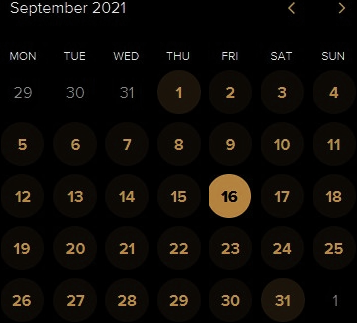 September 2021
MON TUE WED THU FRI SAT SUN
29 30 31 1 2 3 4
5 6 7 8 9 10 11
12 13 14 15 16 17 18
19 20 21 22 23 24 25
26 27 28 29 30 31 1